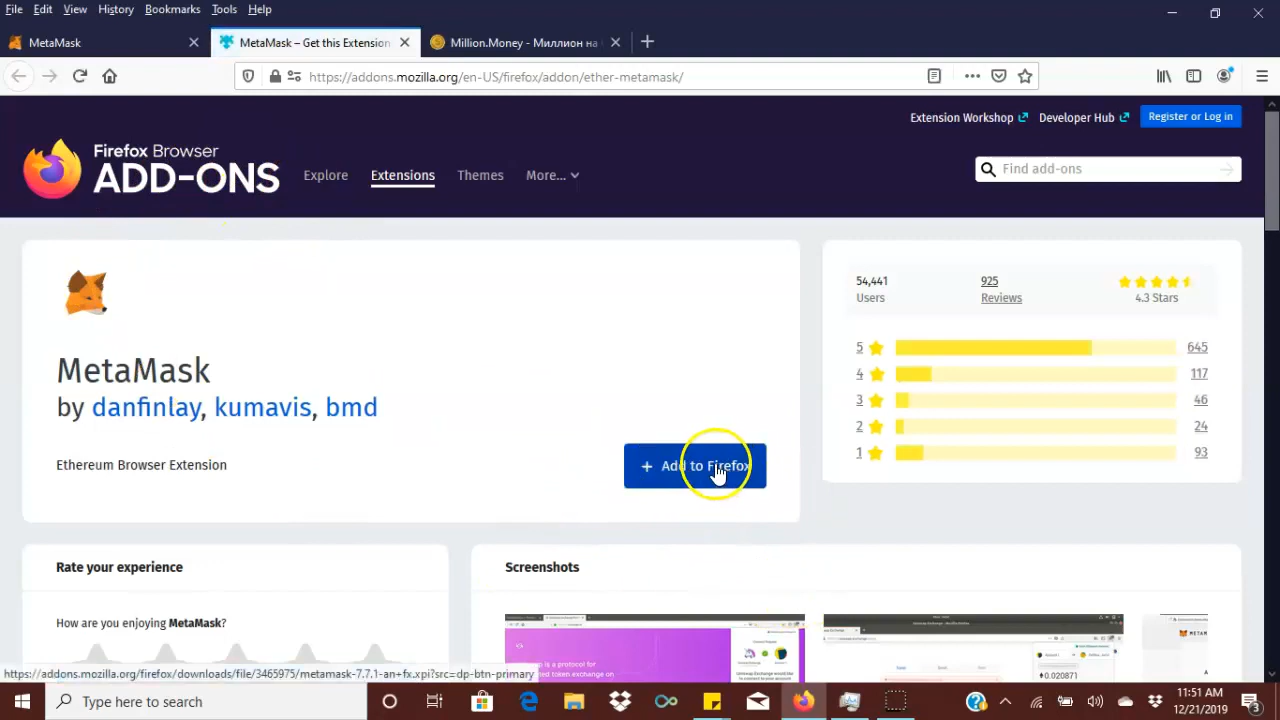 File Edit View History Bookmarks Tools Help
MetaMask
MetaMask – Get this Extension
Million.Money - Миллион на
https://addons.mozilla.org/en-US/firefox/addon/ether-metamask/
Extension Workshop
Developer Hub
Register or Log in
Firefox Browser
ADD-ONS
Explore
Extensions
Themes
More...
Find add-ons
MetaMask
by danfinlay, kumavis, bmd
Ethereum Browser Extension
+ Add to Firefox
54,441
Users
925
Reviews
4.3 Stars
5 645
4 117
3 46
2 24
1 93
Rate your experience
How are you enjoying MetaMask?
Screenshots
https://addons.mozilla.org/firefox/downloads/file/3465975/metamask-7.7.1-an+fx.xpi?src=dp-btn-primary
Type here to search
11:51 AM
12/21/2019
3